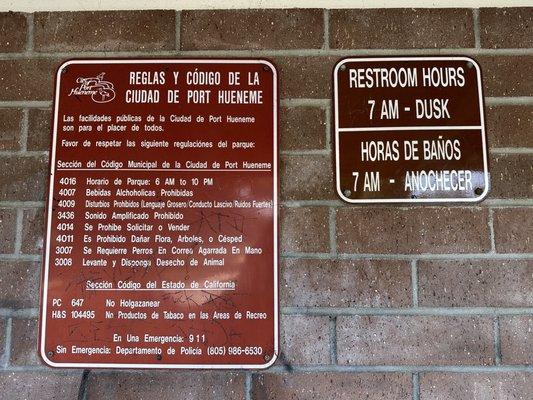 REGLAS Y CÓDIGO DE LA
CIUDAD DE PORT HUENEME
City of
Port
Hueneme
Las facilidades públicas de la Ciudad de Port Hueneme
son para el placer de todos.
Favor de respetar las siguiente regulaciónes del parque:
Sección del Código Municipal de la Ciudad de Port Hueneme
4016 Horario de Parque: 6 AM to 10 PM
4007 Bebidas Alchoholicas Prohibidas
4009 Disturbios Prohibidos (Lenguaje Grosero/Conducto Lascivo/Ruidos Fuertes)
3436 Sonido Amplificado Prohibido
4014 Se Prohibe Solicitar o Vender
4011 Es Prohibido Dañar Flora, Arboles, o Césped
3007 Se Requierre Perros En Correo Agarrada En Mano
3008 Levante y Disponga Desecho de Animal
Sección Código del Estado de California
PC 647 No Holgazanear
H&S 104495 Nn Productos de Tabaco en las Areas de Recreo
En Una Emergencia: 911
Sin Emergencia: Departamento de Policía (805) 986-6530
RESTROOM HOURS
7 AM - DUSK
HORAS DE BAÑOS
7 AM - ANOCHECER